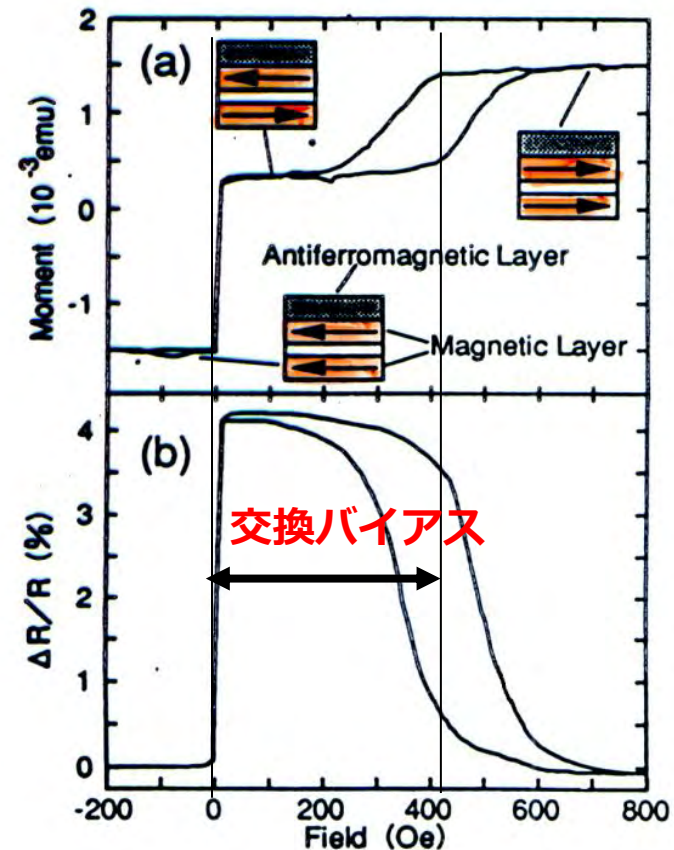 2
(a)
1
0
-1
Moment (10⁻³emu)
Antiferromagnetic Layer
Magnetic Layer
4
(b)
3
交換バイアス
2
1
0
ΔR/R (%)
-200 0 200 400 600 800
Field (Oe)